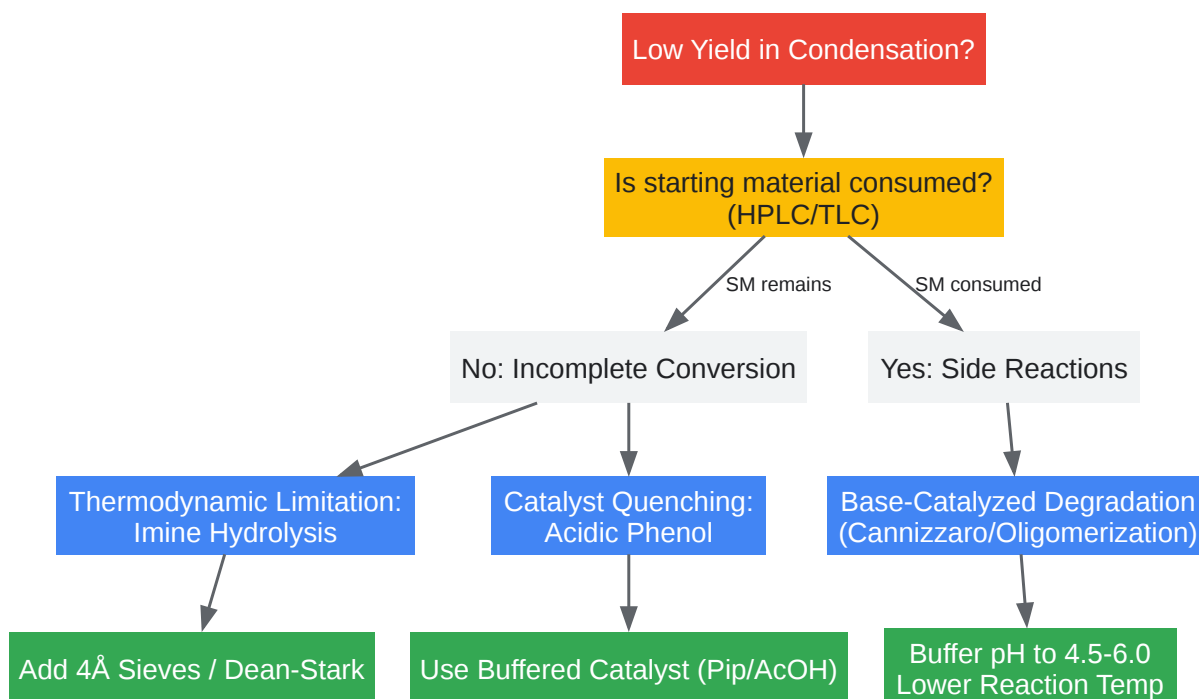 Low Yield in Condensation?
Is starting material consumed?
(HPLC/TLC)
SM remains
SM consumed
No: Incomplete Conversion
Yes: Side Reactions
Thermodynamic Limitation:
Imine Hydrolysis
Catalyst Quenching:
Acidic Phenol
Base-Catalyzed Degradation
(Cannizzaro/Oligomerization)
Add 4Å Sieves / Dean-Stark
Use Buffered Catalyst (Pip/AcOH)
Buffer pH to 4.5-6.0
Lower Reaction Temp